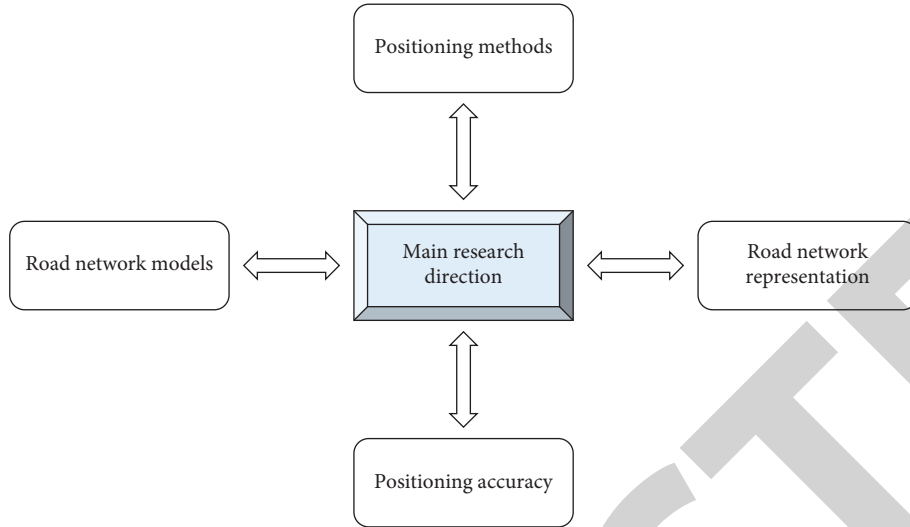 Positioning methods
Road network models
Main research
direction
Road network
representation
Positioning accuracy